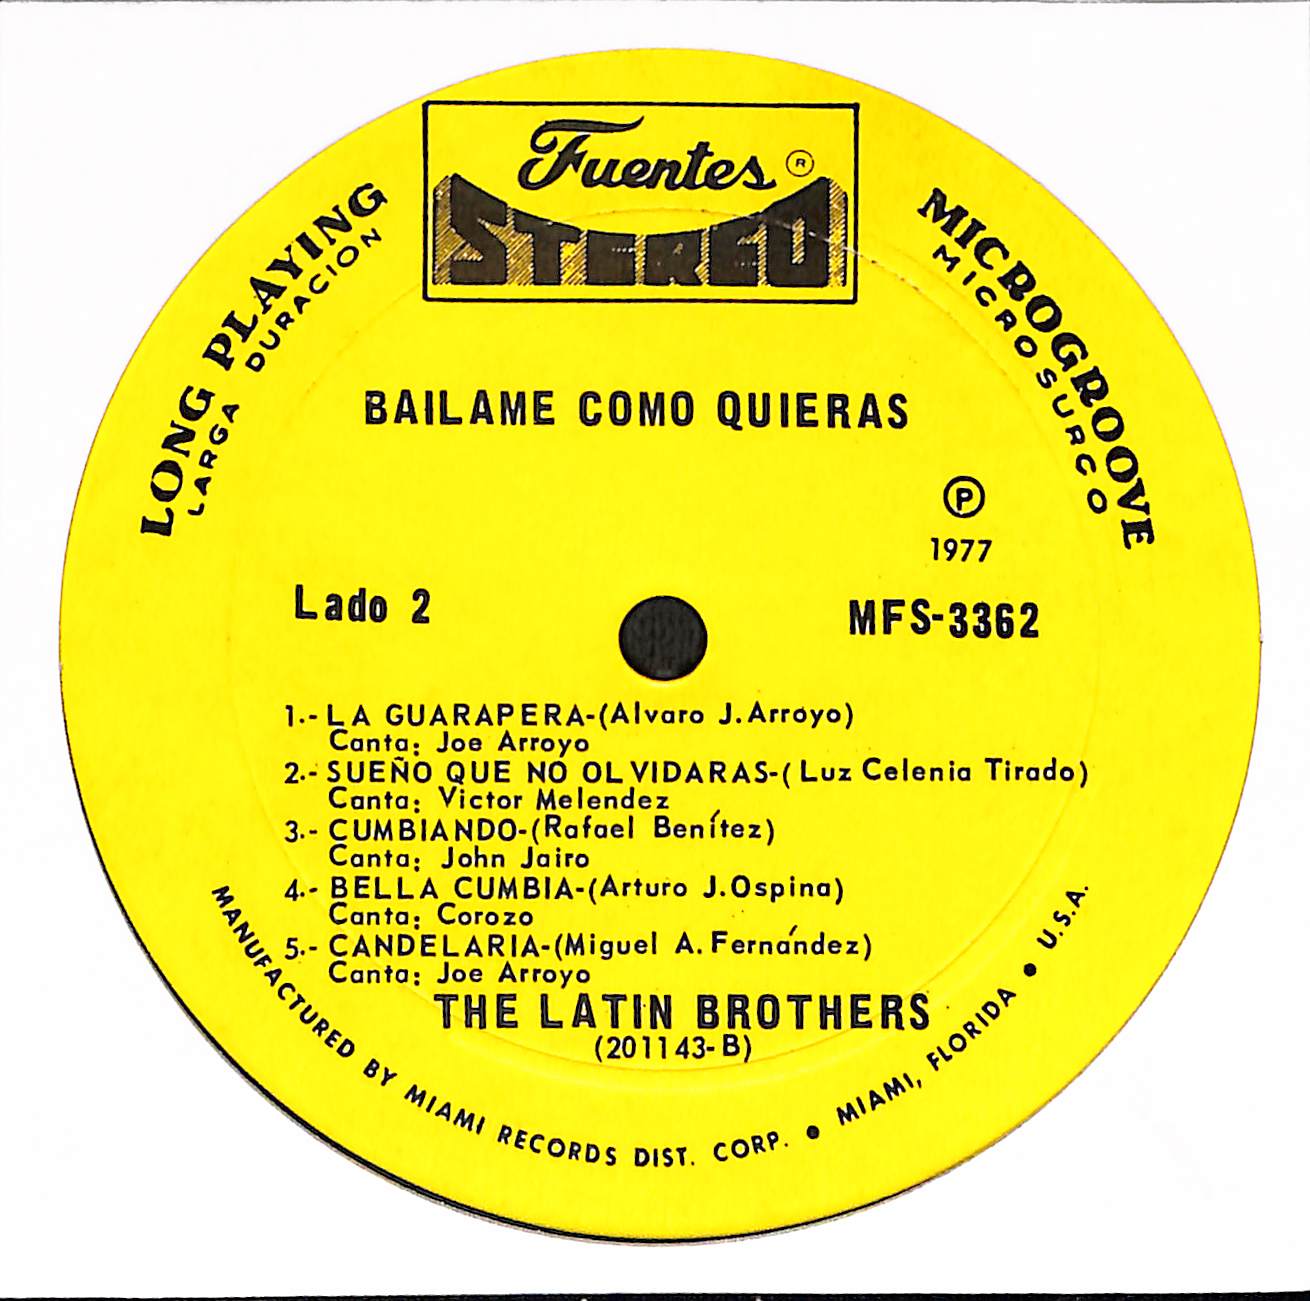 Fuentes ®
STEREO
LONG PLAYING
LARGA DURACION
MICROGROOVE
MICROSURCO
BAILAME COMO QUIERAS
℗
1977
Lado 2
MFS-3362
1.- LA GUARAPERA-(Alvaro J. Arroyo)
Canta: Joe Arroyo
2.- SUEÑO QUE NO OLVIDARAS-(Luz Celenia Tirado)
Canta: Victor Melendez
3.- CUMBIANDO-(Rafael Benítez)
Canta: John Jairo
4.- BELLA CUMBIA-(Arturo J. Ospina)
Canta: Corozo
5.- CANDELARIA-(Miguel A. Fernández)
Canta: Joe Arroyo
THE LATIN BROTHERS
(201143-B)
MANUFACTURED BY MIAMI RECORDS DIST. CORP. • MIAMI, FLORIDA • U.S.A.